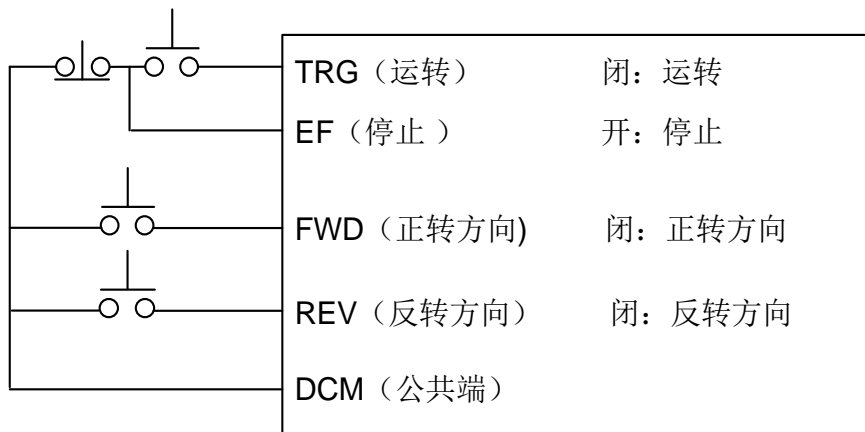 TRG（运转） 闭：运转
EF（停止 ） 开：停止
FWD（正转方向) 闭：正转方向
REV（反转方向） 闭：反转方向
DCM（公共端）